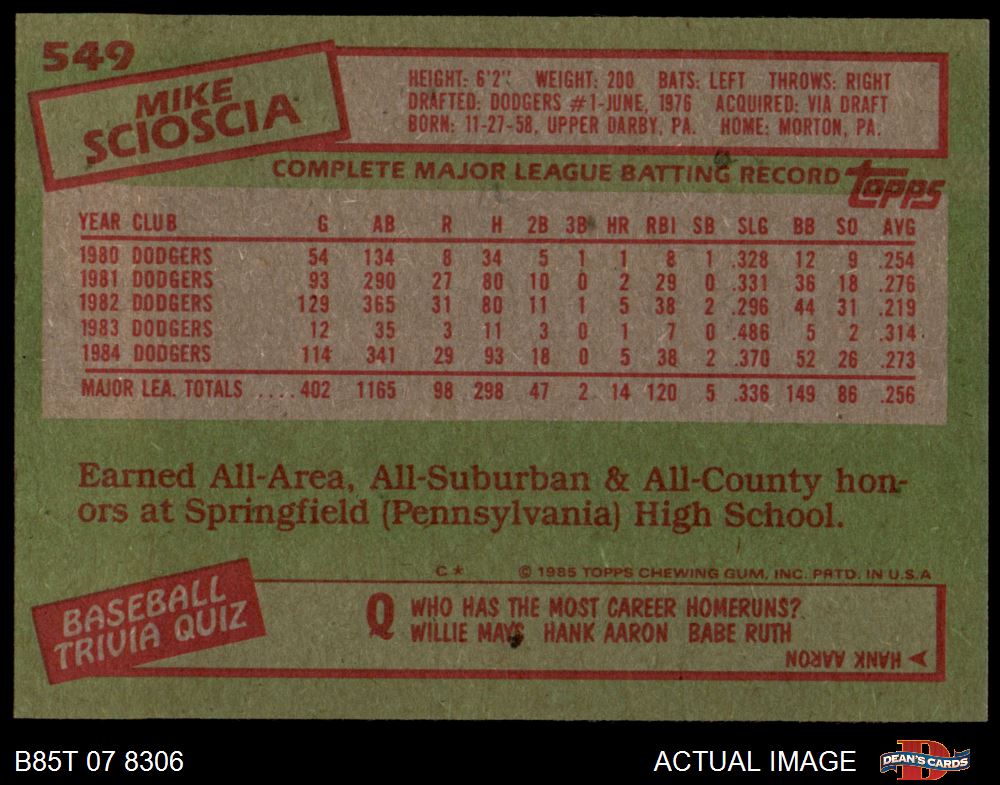 549
MIKE
SCIOSCIA
HEIGHT: 6'2" WEIGHT: 200 BATS: LEFT THROWS: RIGHT
DRAFTED: DODGERS #1-JUNE, 1976 ACQUIRED: VIA DRAFT
BORN: 11-27-58, UPPER DARBY, PA. HOME: MORTON, PA.
COMPLETE MAJOR LEAGUE BATTING RECORD topps
YEAR CLUB G AB R H 2B 3B HR RBI SB SLG BB SO AVG
1980 DODGERS 54 134 8 34 5 1 1 8 1 .328 12 9 .254
1981 DODGERS 93 290 27 80 10 0 2 29 0 .331 36 18 .276
1982 DODGERS 129 365 31 80 11 1 5 38 2 .296 44 31 .219
1983 DODGERS 12 35 3 11 3 0 1 7 0 .486 5 2 .314
1984 DODGERS 114 341 29 93 18 0 5 38 2 .370 52 26 .273
MAJOR LEA. TOTALS ....402 1165 98 298 47 2 14 120 5 .336 149 86 .256
Earned All-Area, All-Suburban & All-County hon-
ors at Springfield (Pennsylvania) High School.
C* © 1985 TOPPS CHEWING GUM, INC. PRTD. IN U.S.A
BASEBALL
TRIVIA QUIZ
Q WHO HAS THE MOST CAREER HOMERUNS?
WILLIE MAYS HANK AARON BABE RUTH
HANK AARON
B85T 07 8306 ACTUAL IMAGE D DEAN'S CARDS